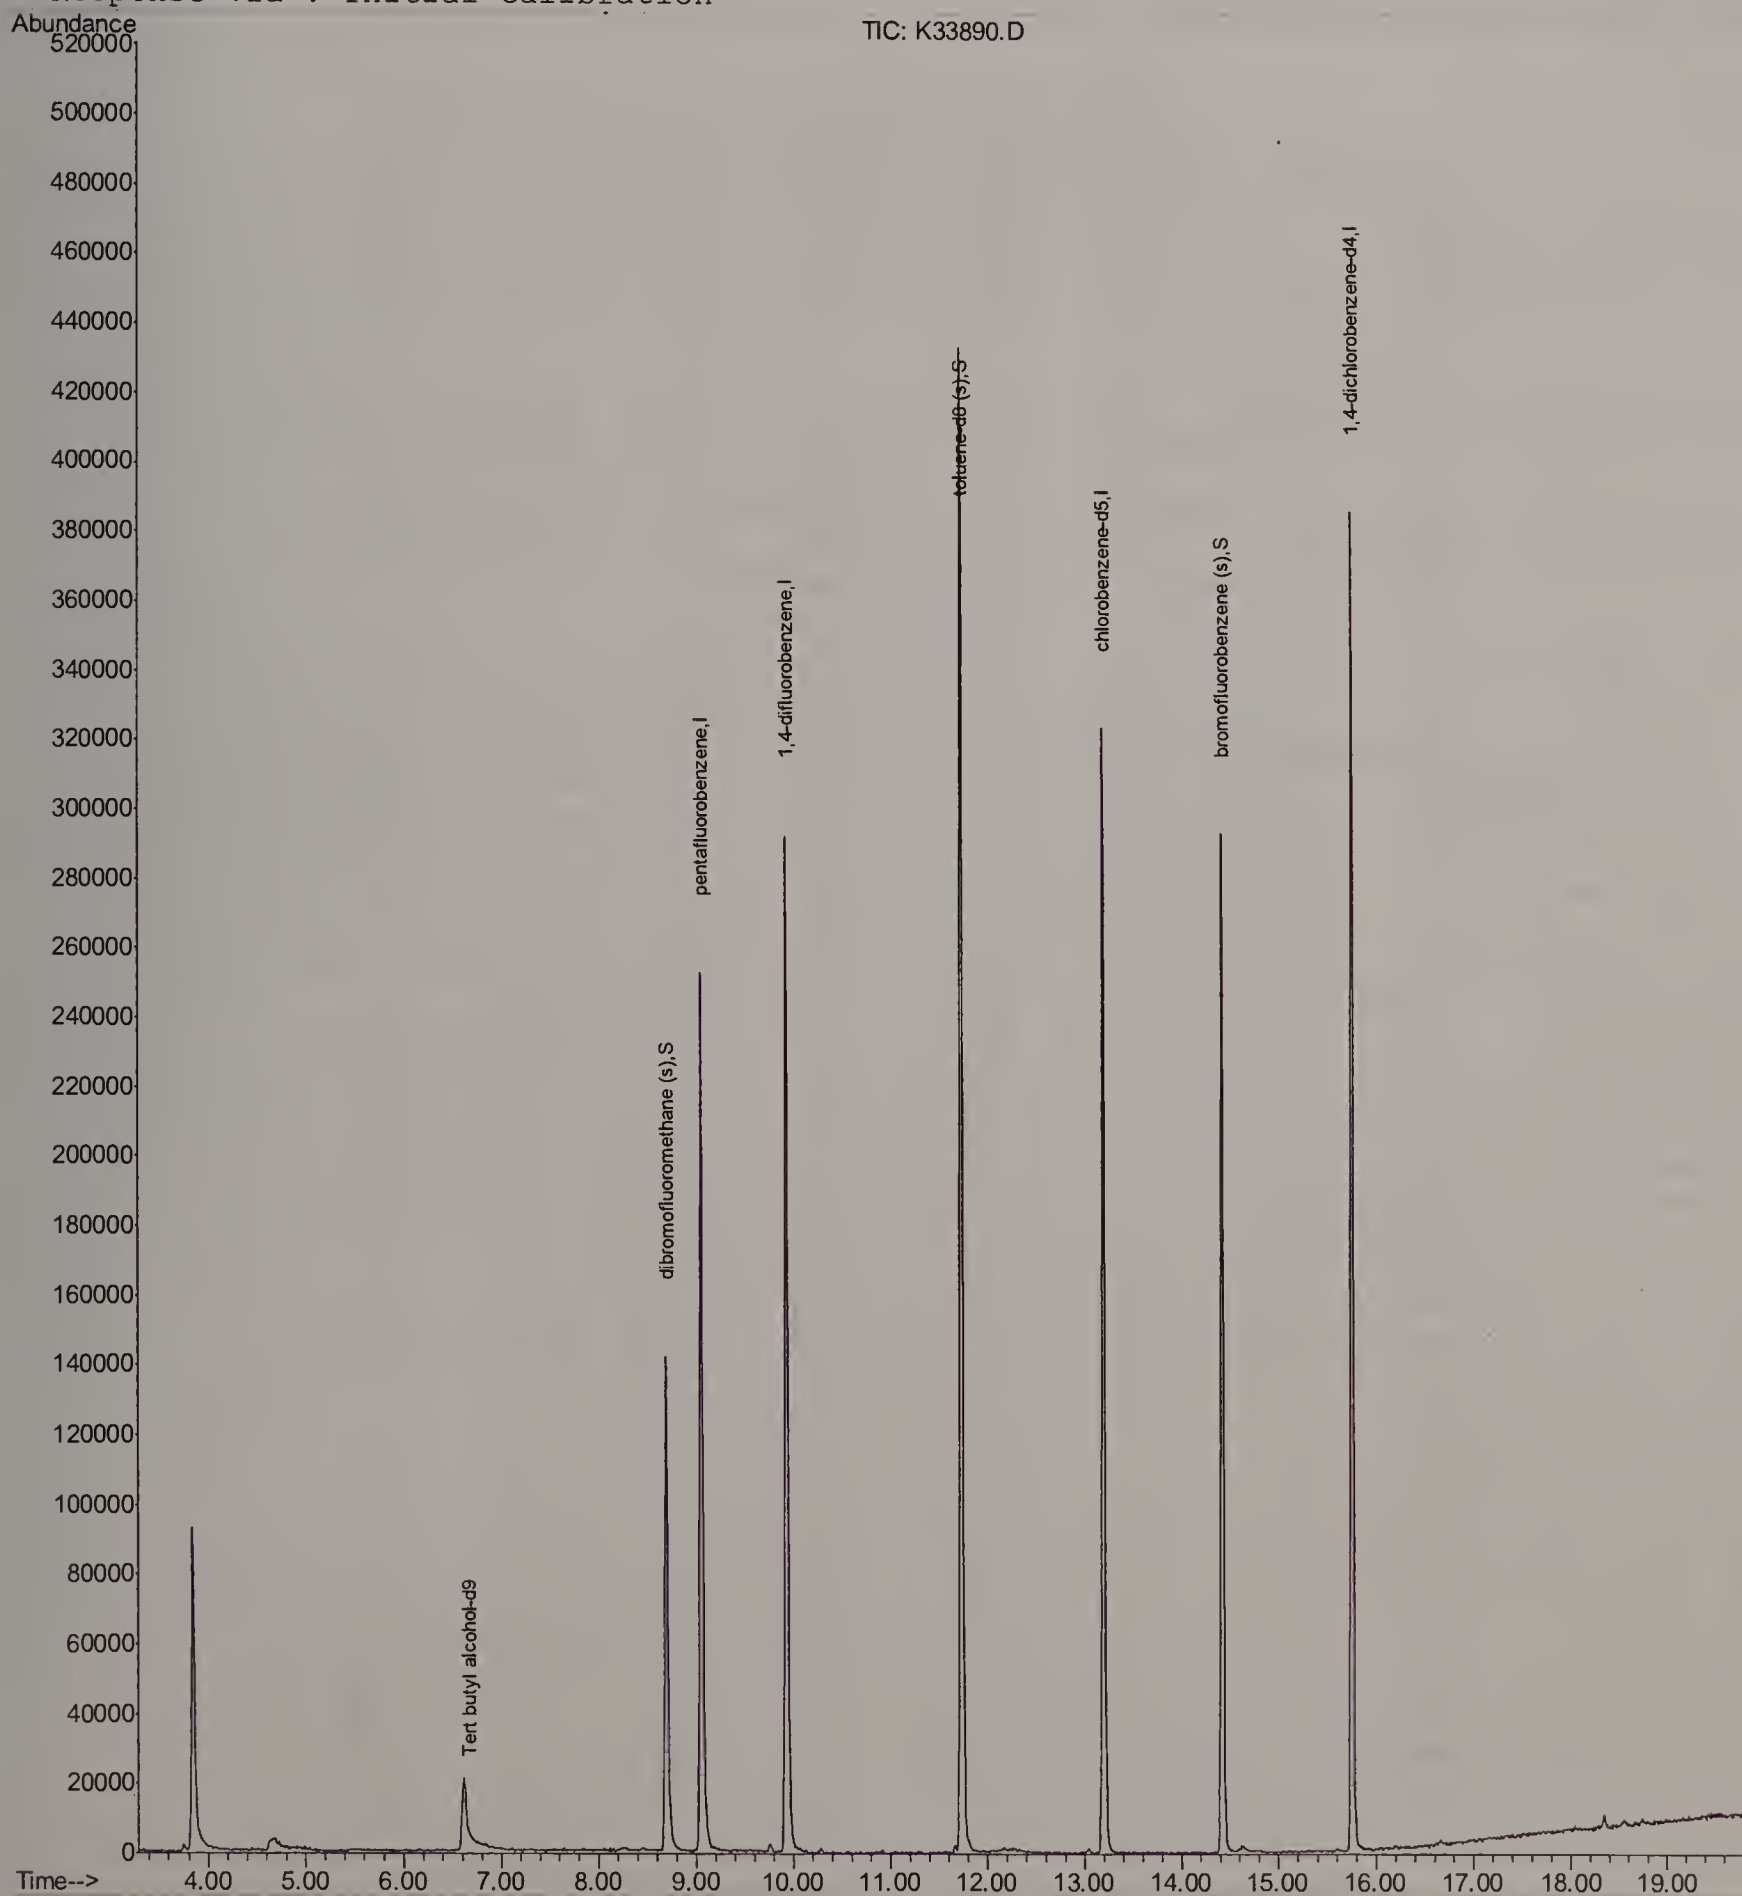 Response via : Initial Calibration
Abundance
TIC: K33890.D
520000
500000
480000
460000
440000
420000
400000
380000
360000
340000
320000
300000
280000
260000
240000
220000
200000
180000
160000
140000
120000
100000
80000
60000
40000
20000
0
Tert butyl alcohol-d9
dibromofluoromethane (s),S
pentafluorobenzene,I
1,4-difluorobenzene,I
toluene-d8 (s),S
chlorobenzene-d5,I
bromofluorobenzene (s),S
1,4-dichlorobenzene-d4,I
Time--> 4.00 5.00 6.00 7.00 8.00 9.00 10.00 11.00 12.00 13.00 14.00 15.00 16.00 17.00 18.00 19.00